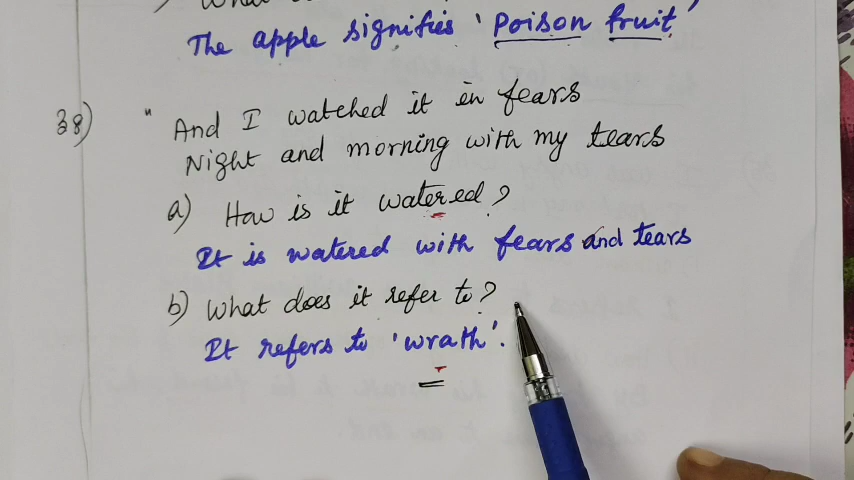 The apple signifies 'Poison fruit'
38) " And I watched it in fears
Night and morning with my tears
a) How is it watered?
It is watered with fears and tears
b) What does it refer to?
It refers to 'wrath'.